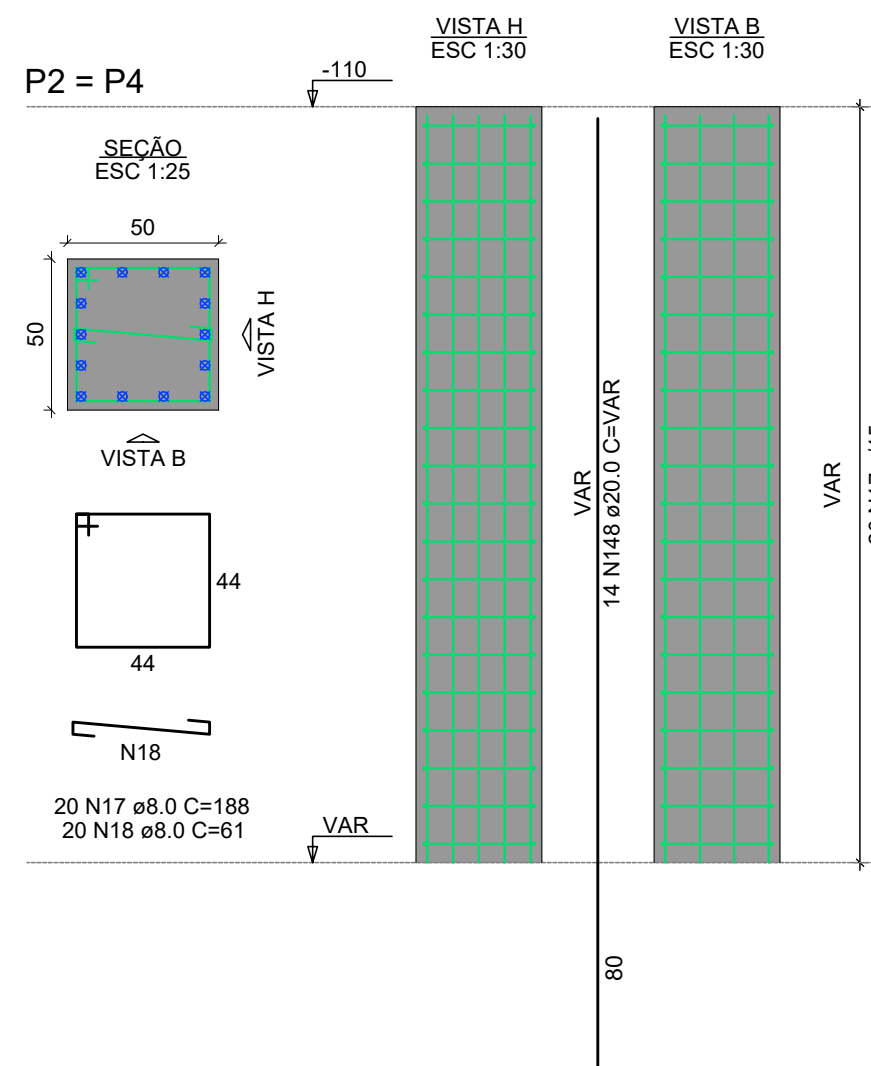 VISTA H
ESC 1:30
VISTA B
ESC 1:30
P2 = P4
-110
SEÇÃO
ESC 1:25
50
50
VISTA H
VISTA B
44
44
N18
20 N17 ø8.0 C=188
20 N18 ø8.0 C=61
VAR
VAR
14 N148 ø20.0 C=VAR
80
VAR